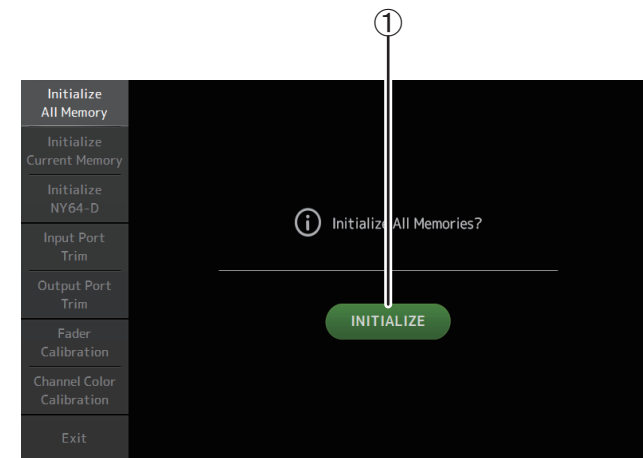 ①
Initialize
All Memory
Initialize
Current Memory
Initialize
NY64-D
Input Port
Trim
Output Port
Trim
Fader
Calibration
Channel Color
Calibration
Exit
Initialize All Memories?
INITIALIZE